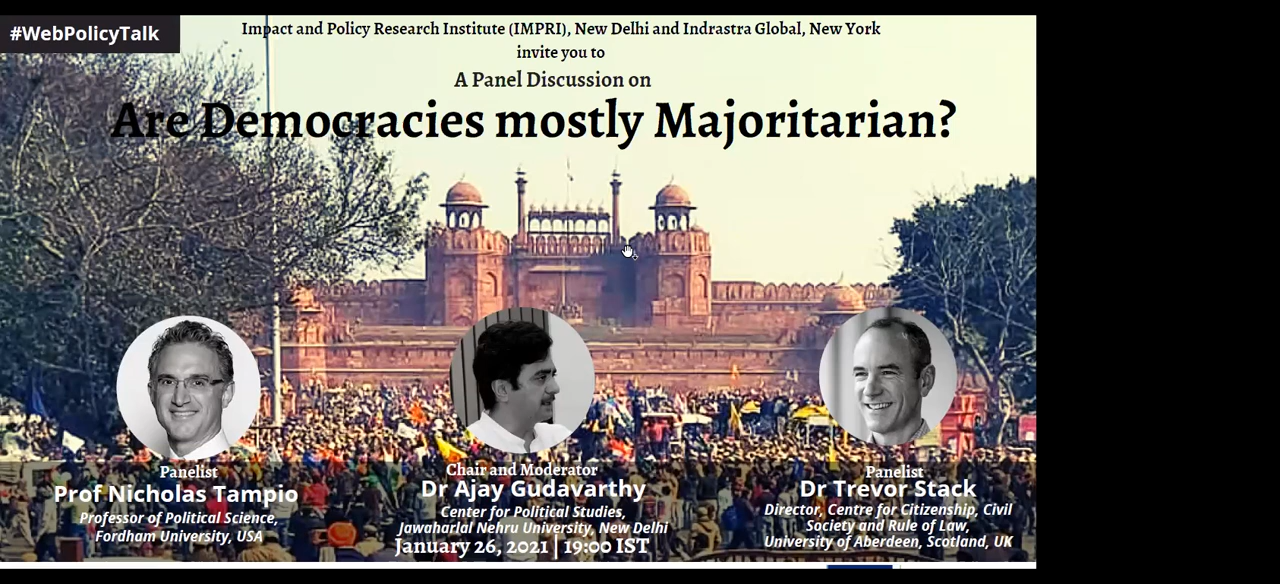 #WebPolicyTalk
Impact and Policy Research Institute (IMPRI), New Delhi and Indrastra Global, New York
invite you to
A Panel Discussion on
Are Democracies mostly Majoritarian?
Panelist
Prof Nicholas Tampio
Professor of Political Science,
Fordham University, USA
Chair and Moderator
Dr Ajay Gudavarthy
Center for Political Studies,
Jawaharlal Nehru University, New Delhi
January 26, 2021 | 19:00 IST
Panelist
Dr Trevor Stack
Director, Centre for Citizenship, Civil
Society and Rule of Law,
University of Aberdeen, Scotland, UK